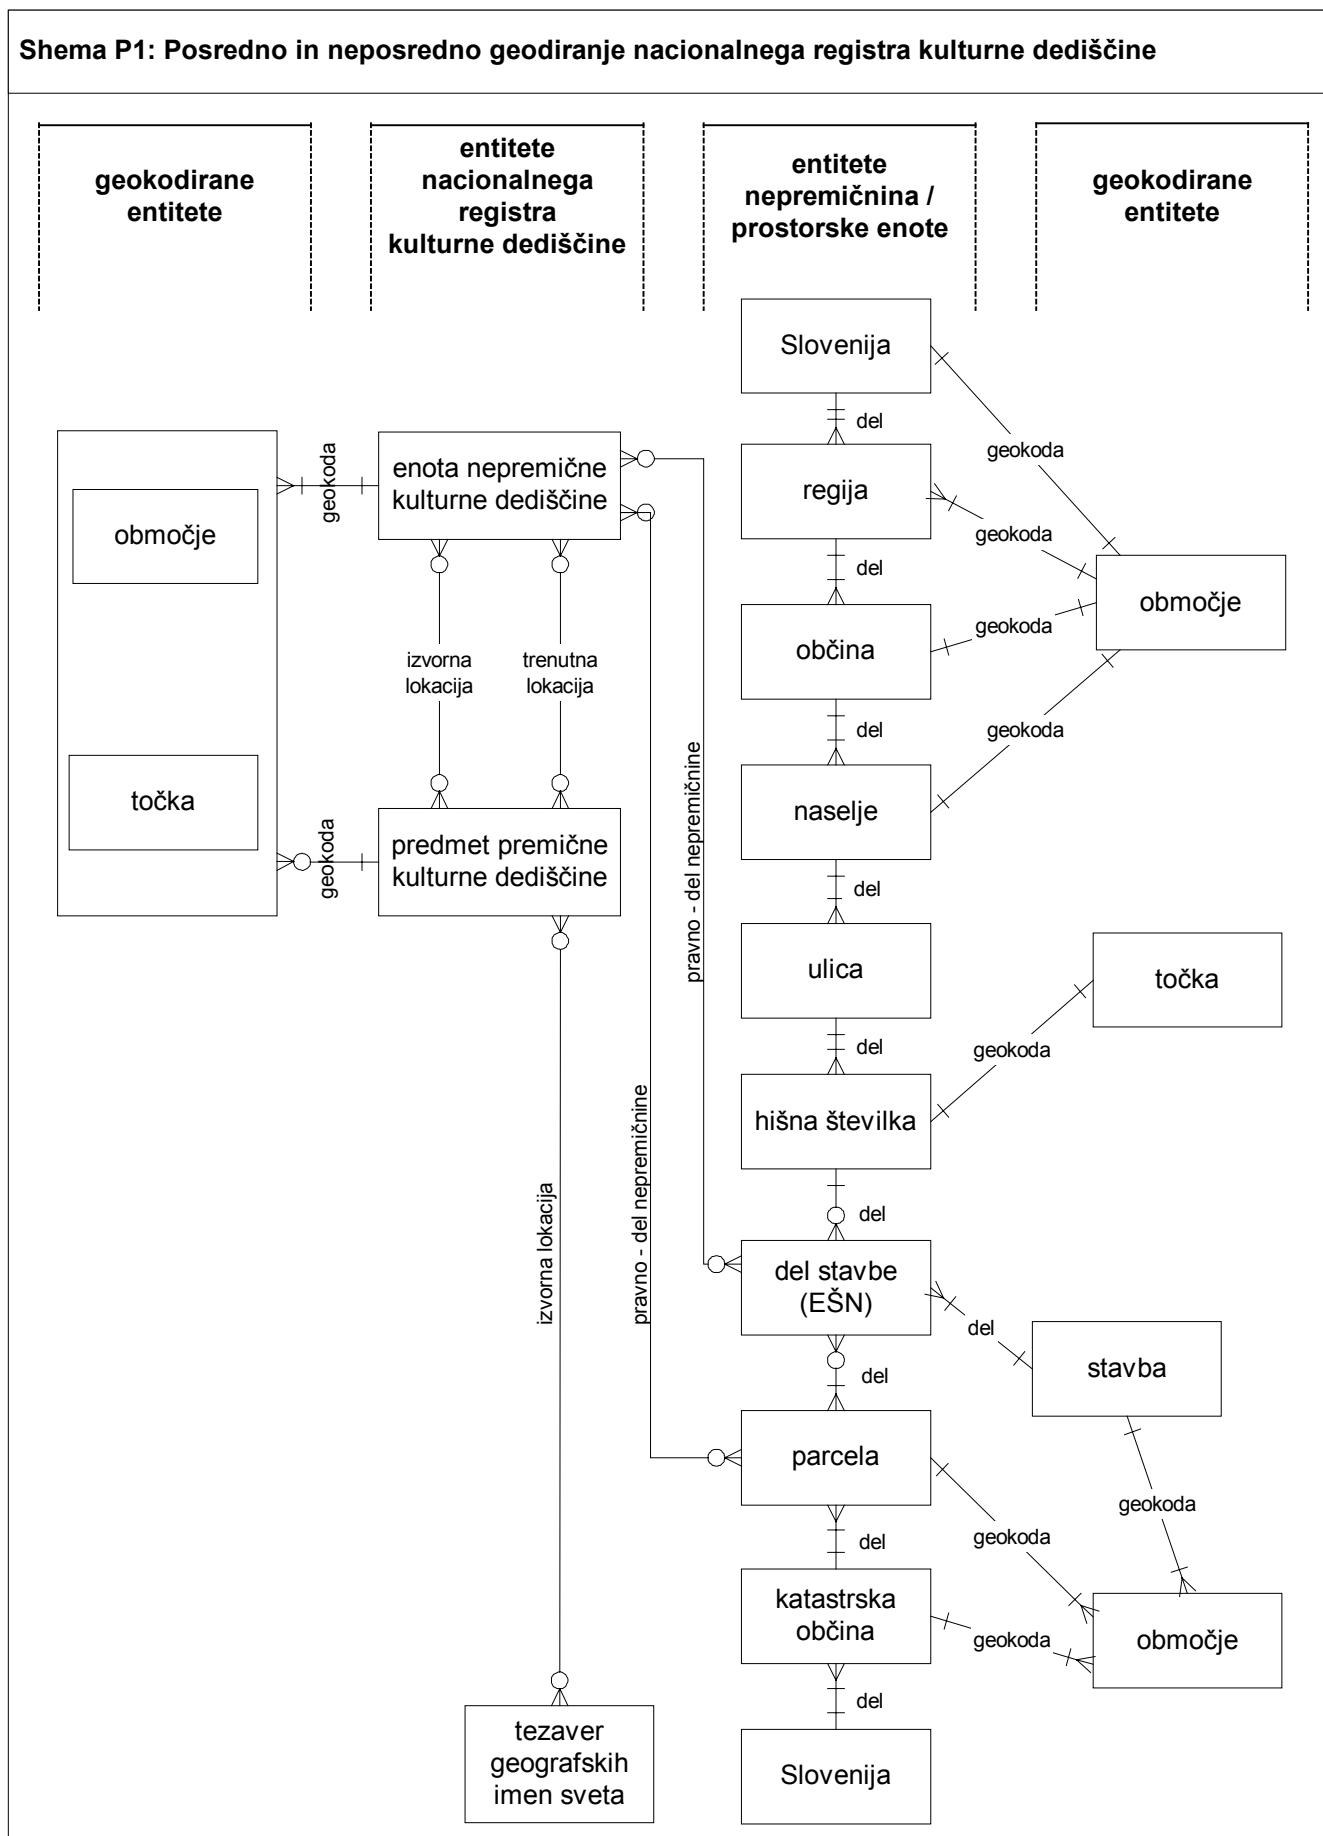 Shema P1: Posredno in neposredno geodiranje nacionalnega registra kulturne dediščine
geokodirane
entitete
entitete
nacionalnega
registra
kulturne dediščine
entitete
nepremičnina /
prostorske enote
geokodirane
entitete
Slovenija
del
geokoda
enota nepremične
kulturne dediščine
geokoda
območje
regija
geokoda
del
območje
občina
geokoda
izvorna
lokacija
trenutna
lokacija
del
geokoda
točka
naselje
predmet premične
kulturne dediščine
geokoda
pravno - del nepremičnine
del
ulica
točka
del
geokoda
hišna številka
izvorna lokacija
pravno - del nepremičnine
del
del stavbe
(EŠN)
del
stavba
del
parcela
geokoda
geokoda
del
katastrska
občina
geokoda
območje
del
tezaver
geografskih
imen sveta
Slovenija